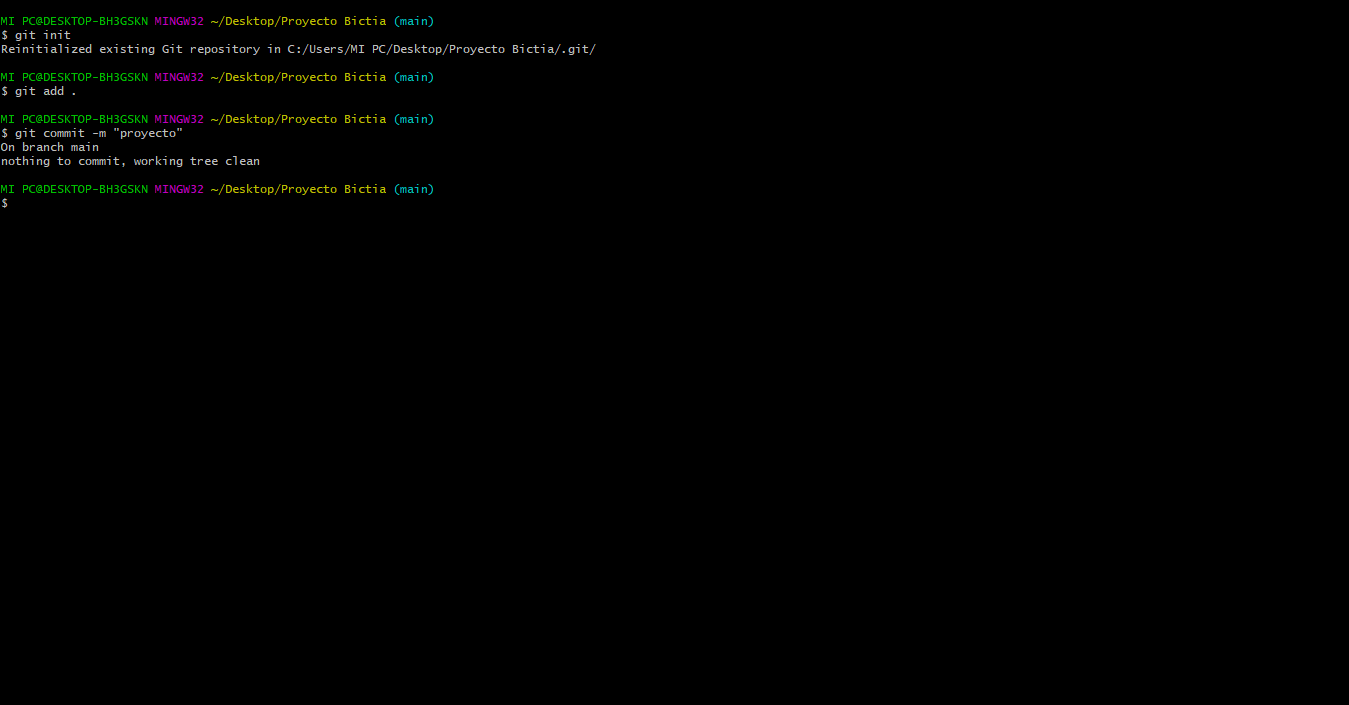 MI PC@DESKTOP-BH3GSKN MINGW32 ~/Desktop/Proyecto Bictia (main)
$ git init
Reinitialized existing Git repository in C:/Users/MI PC/Desktop/Proyecto Bictia/.git/
MI PC@DESKTOP-BH3GSKN MINGW32 ~/Desktop/Proyecto Bictia (main)
$ git add .
MI PC@DESKTOP-BH3GSKN MINGW32 ~/Desktop/Proyecto Bictia (main)
$ git commit -m "proyecto"
On branch main
nothing to commit, working tree clean
MI PC@DESKTOP-BH3GSKN MINGW32 ~/Desktop/Proyecto Bictia (main)
$